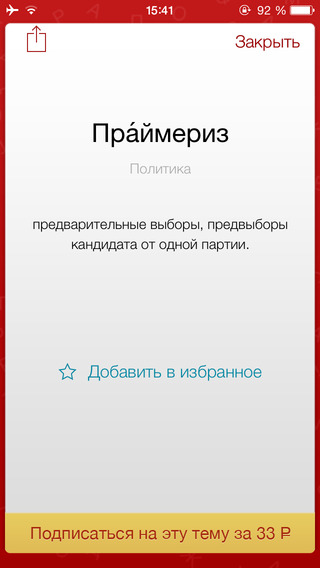 15:41
92 %
Закрыть
Пра́ймериз
Политика
предварительные выборы, предвыборы
кандидата от одной партии.
Добавить в избранное
Подписаться на эту тему за 33 ₽